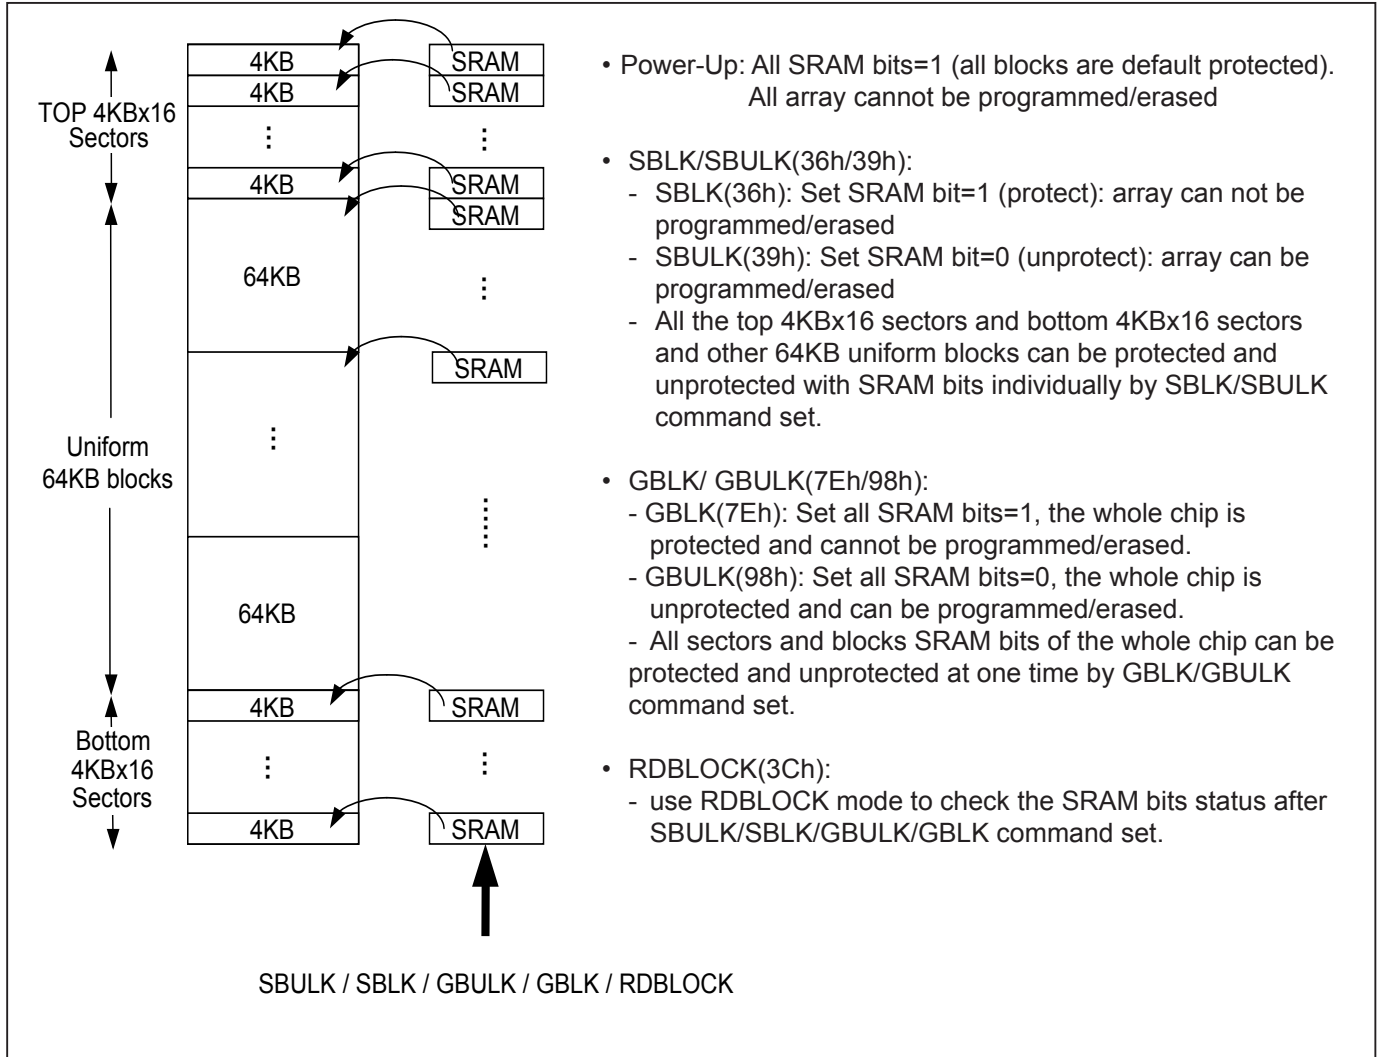 4KB
SRAM
4KB
SRAM
TOP 4KBx16
Sectors
4KB
SRAM
SRAM
64KB
SRAM
Uniform
64KB blocks
64KB
4KB
SRAM
Bottom
4KBx16
Sectors
4KB
SRAM
SBULK / SBLK / GBULK / GBLK / RDBLOCK
• Power-Up: All SRAM bits=1 (all blocks are default protected).
All array cannot be programmed/erased
• SBLK/SBULK(36h/39h):
- SBLK(36h): Set SRAM bit=1 (protect): array can not be
programmed/erased
- SBULK(39h): Set SRAM bit=0 (unprotect): array can be
programmed/erased
- All the top 4KBx16 sectors and bottom 4KBx16 sectors
and other 64KB uniform blocks can be protected and
unprotected with SRAM bits individually by SBLK/SBULK
command set.
• GBLK/ GBULK(7Eh/98h):
- GBLK(7Eh): Set all SRAM bits=1, the whole chip is
protected and cannot be programmed/erased.
- GBULK(98h): Set all SRAM bits=0, the whole chip is
unprotected and can be programmed/erased.
- All sectors and blocks SRAM bits of the whole chip can be
protected and unprotected at one time by GBLK/GBULK
command set.
• RDBLOCK(3Ch):
- use RDBLOCK mode to check the SRAM bits status after
SBULK/SBLK/GBULK/GBLK command set.